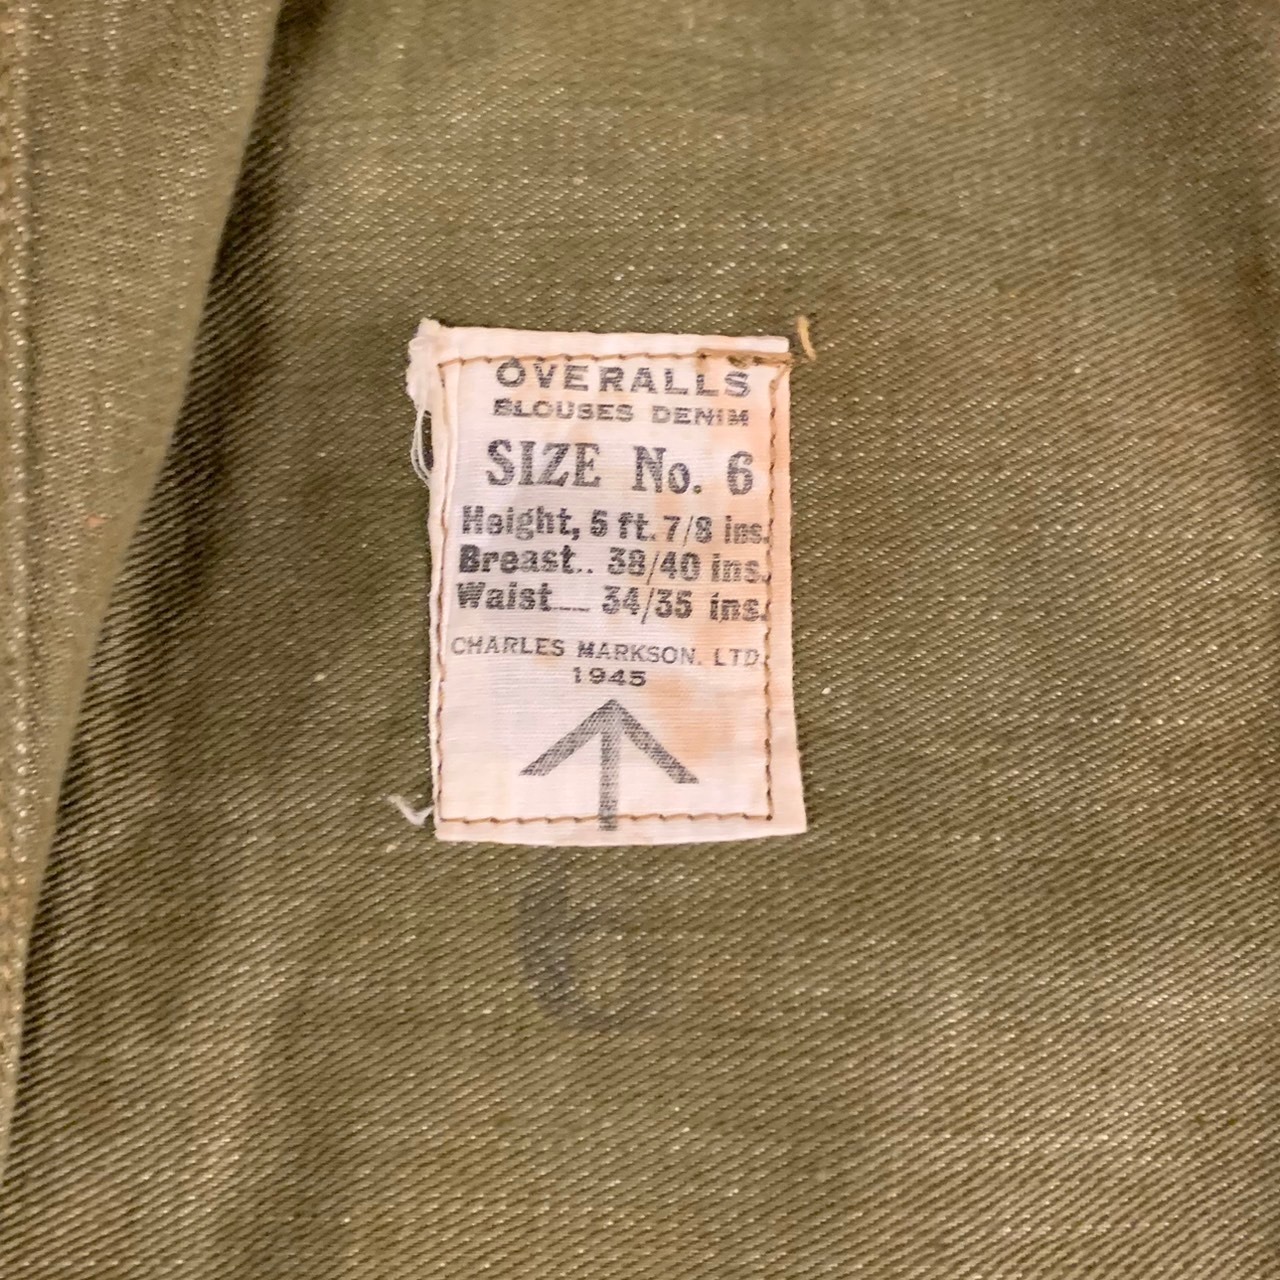 OVERALLS
BLOUSES DENIM
SIZE No. 6
Height, 5 ft. 7/8 ins.
Breast.. 38/40 ins.
Waist.... 34/35 ins.
CHARLES MARKSON. LTD.
1945